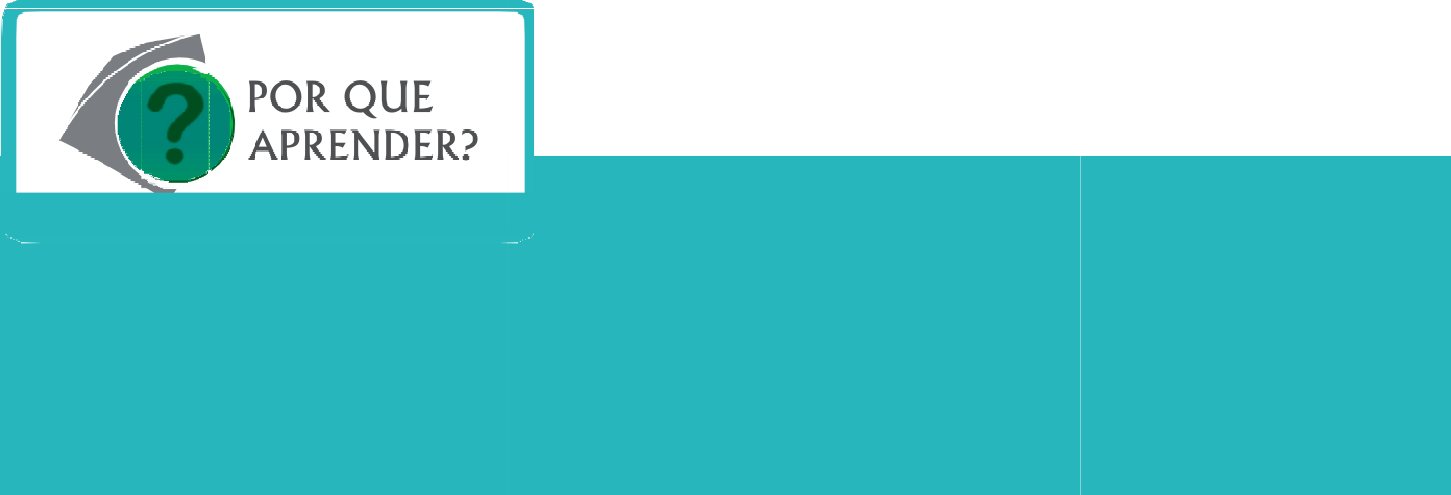 ?
POR QUE
APRENDER?